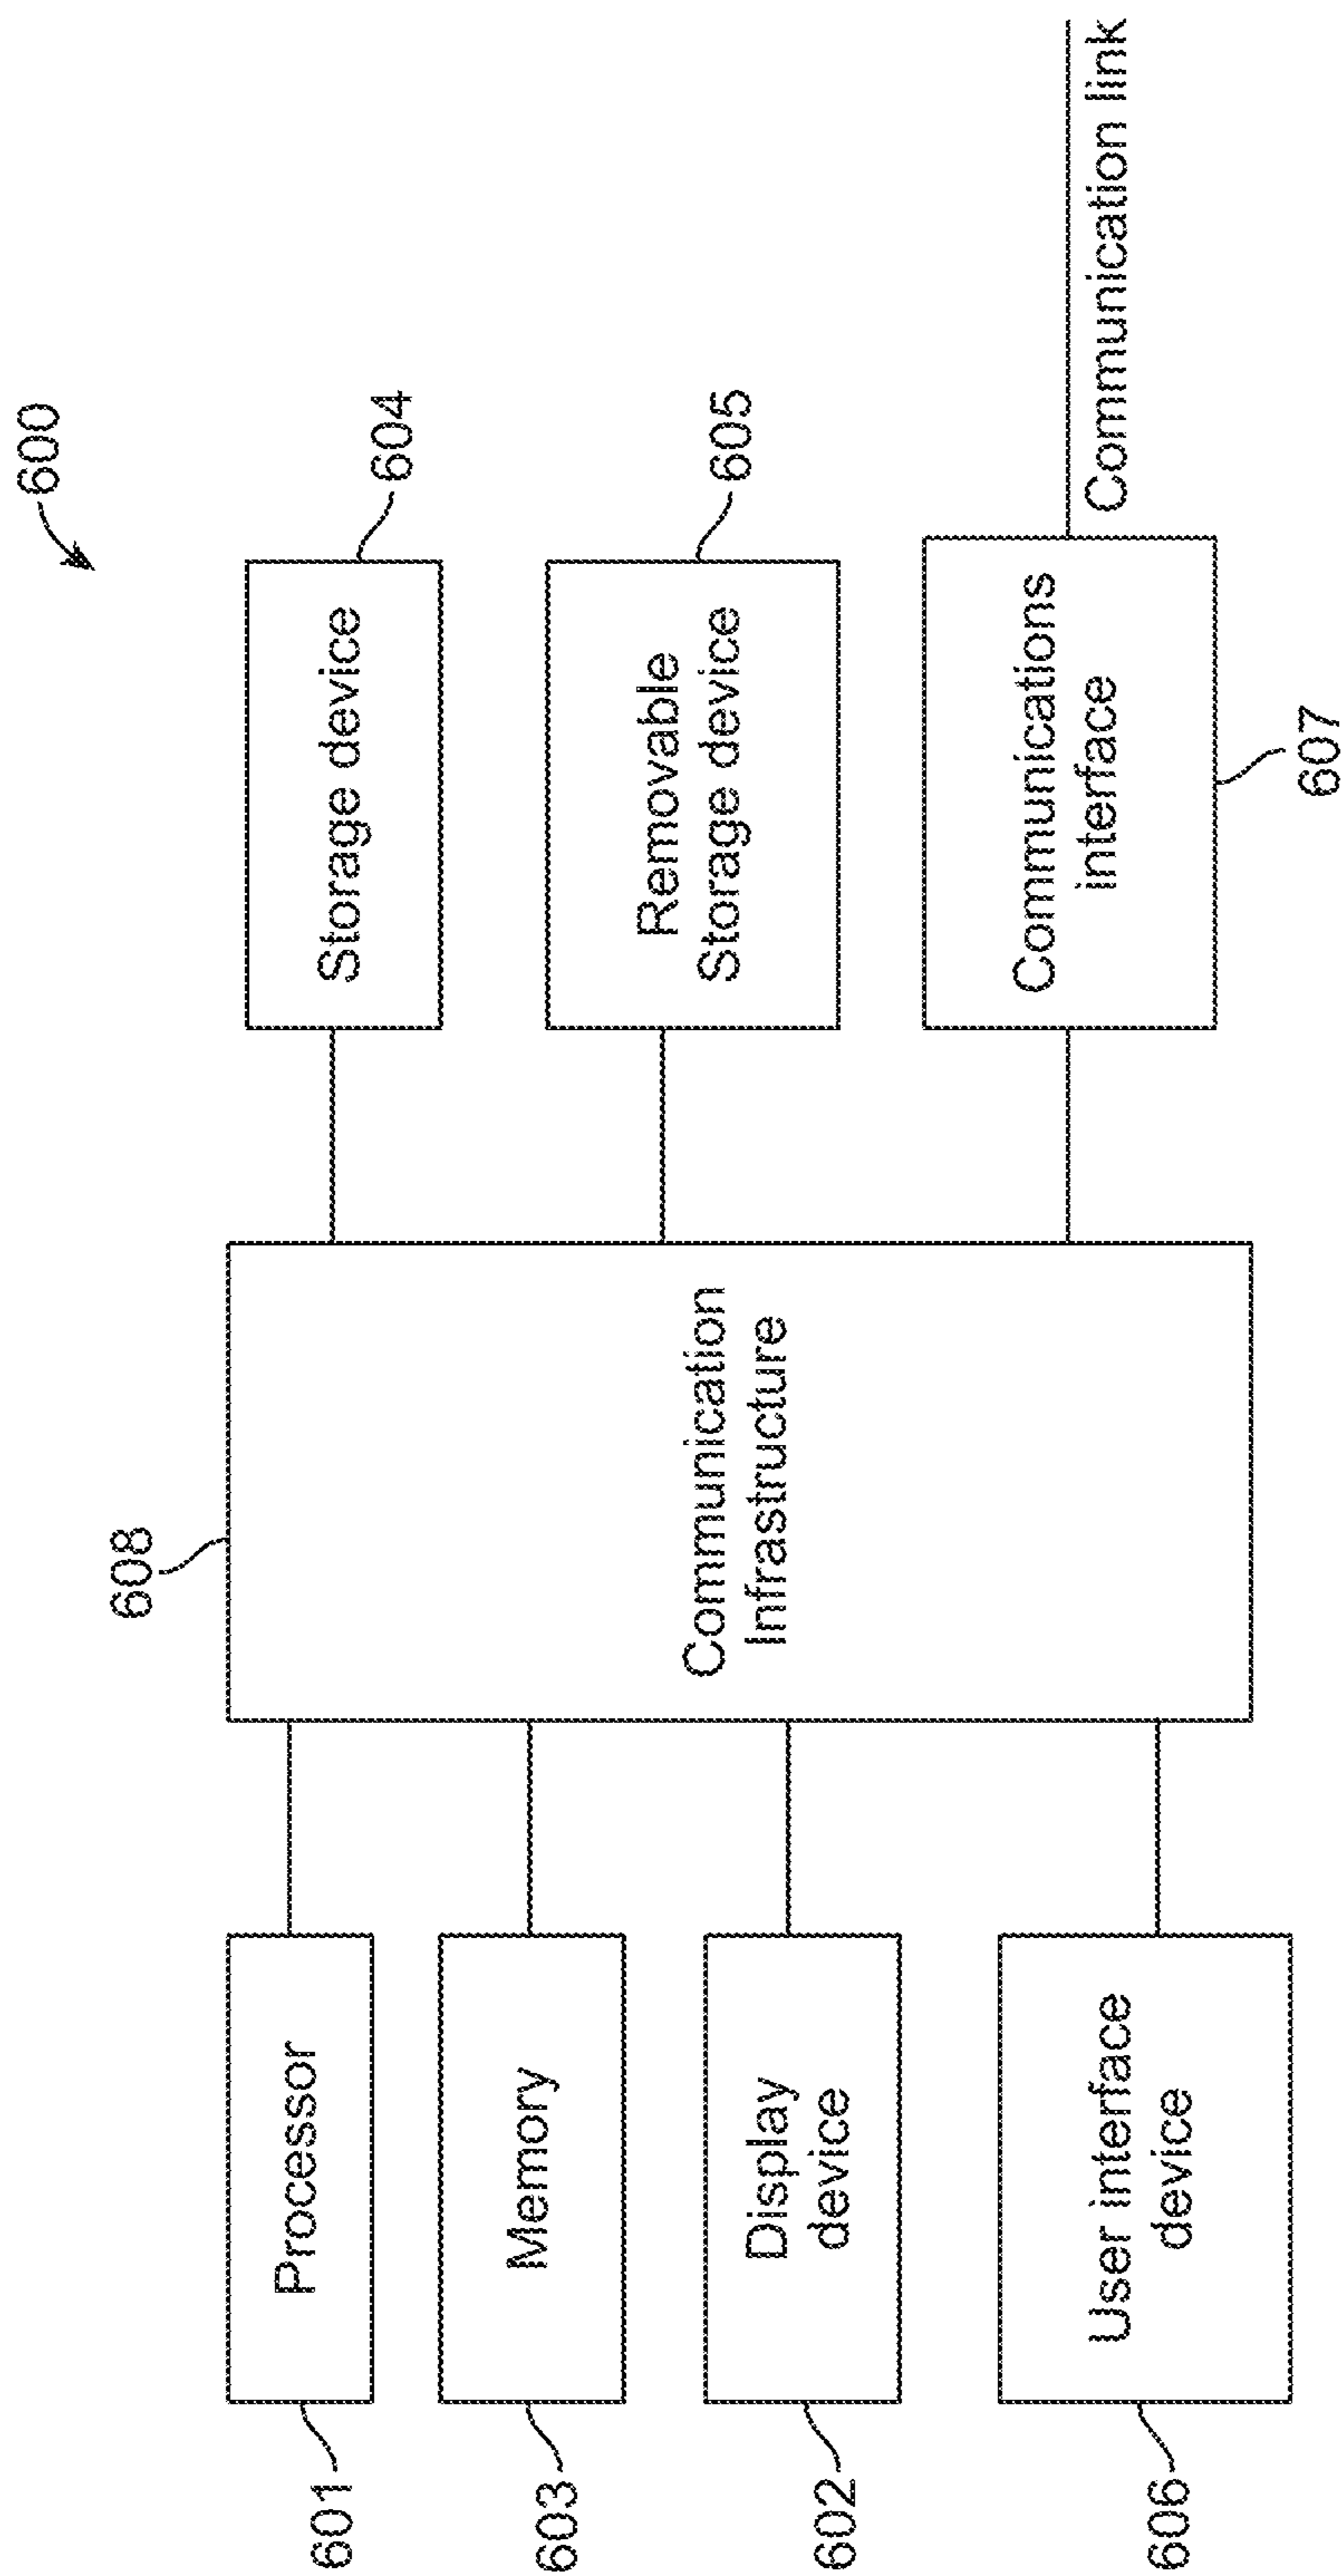 600
608
601
Processor
Storage device
604
603
Memory
Communication
Infrastructure
Removable
Storage device
605
602
Display
device
606
User interface
device
Communications
interface
607
Communication link